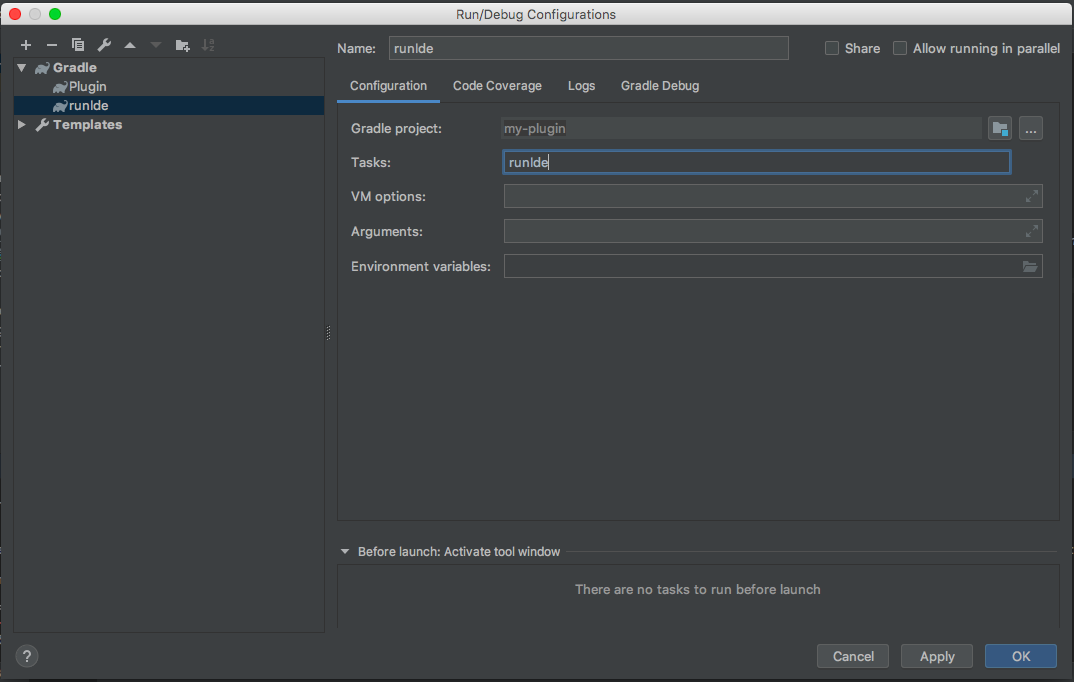 Run/Debug Configurations
Name: runIde Share Allow running in parallel
Gradle
Plugin
runIde
Templates
Configuration Code Coverage Logs Gradle Debug
Gradle project: my-plugin ...
Tasks: runIde
VM options:
Arguments:
Environment variables:
Before launch: Activate tool window
There are no tasks to run before launch
? Cancel Apply OK